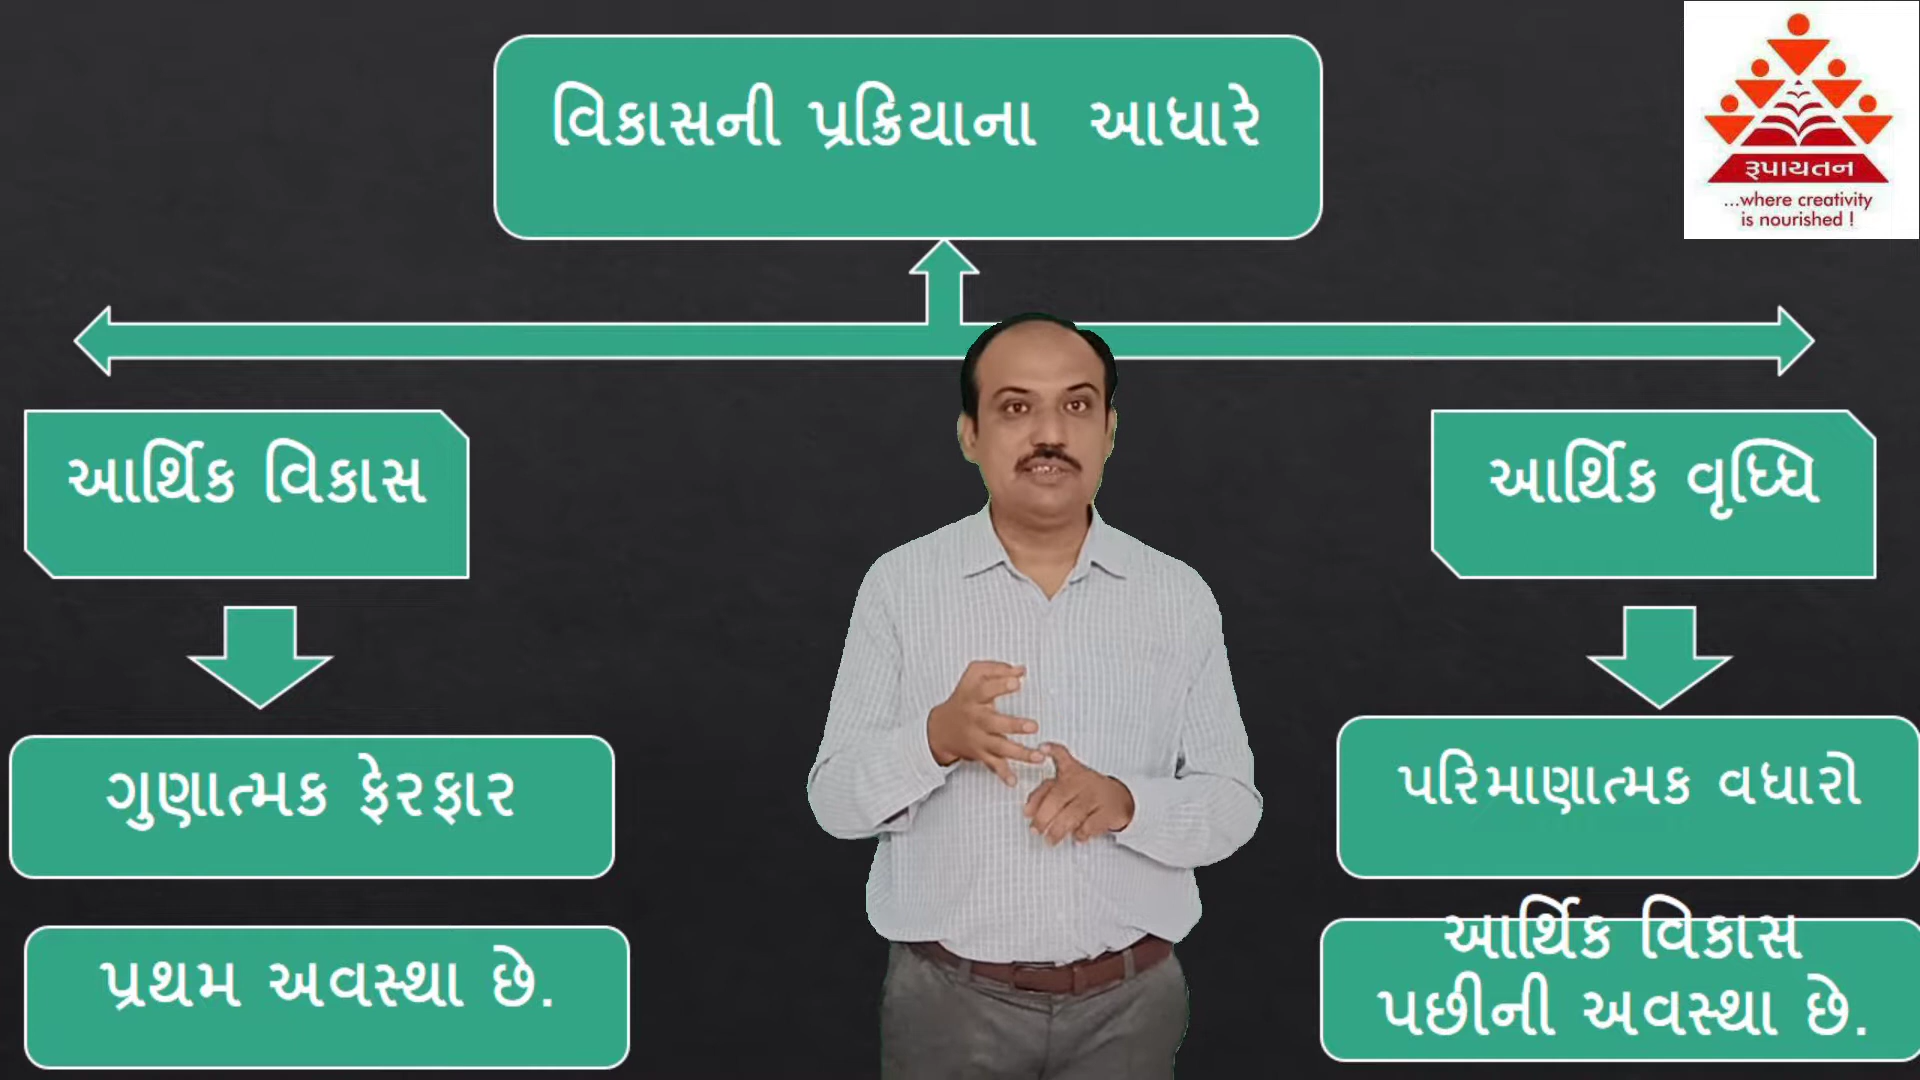 વિકાસની પ્રક્રિયાના આધારે
રૂપાયતન
...where creativity
is nourished !
આર્થિક વિકાસ
આર્થિક વૃધ્ધિ
ગુણાત્મક ફેરફાર
પરિમાણાત્મક વધારો
પ્રથમ અવસ્થા છે.
આર્થિક વિકાસ
પછીની અવસ્થા છે.